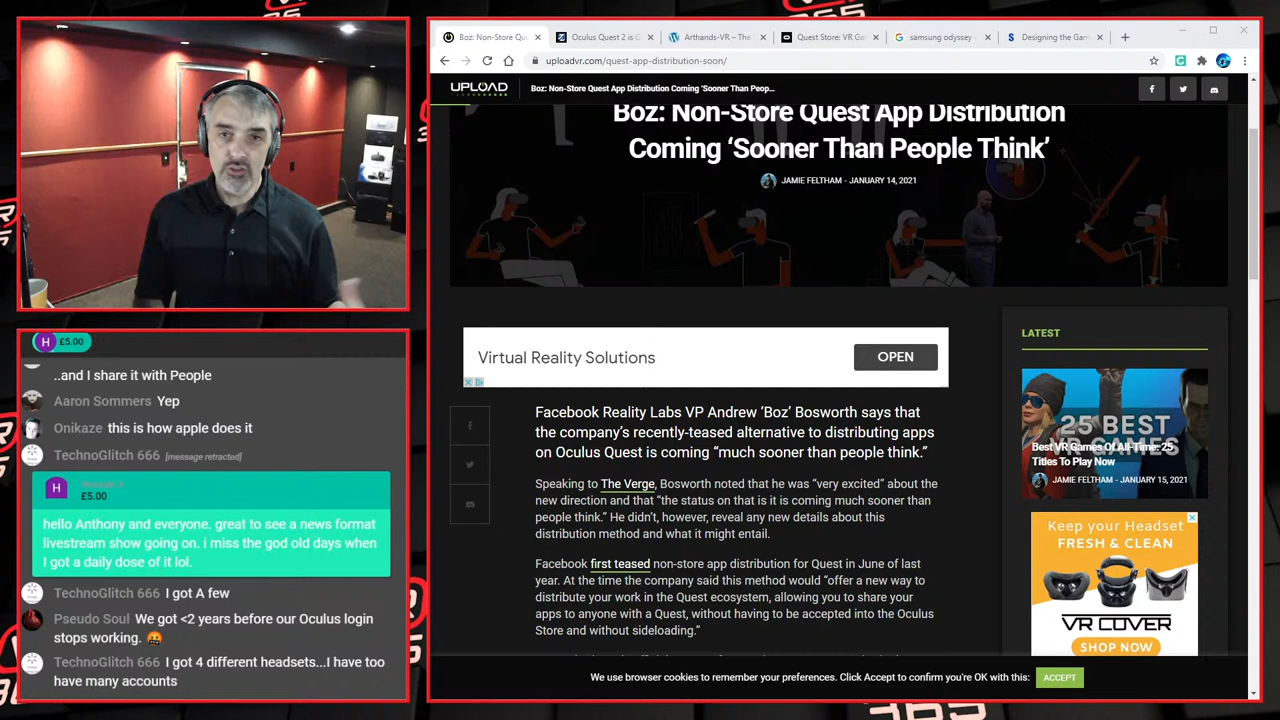 H £5.00
..and I share it with People
Aaron Sommers Yep
Onikaze this is how apple does it
TechnoGlitch 666 [message retracted]
H
£5.00
hello Anthony and everyone. great to see a news format
livestream show going on. i miss the god old days when
I got a daily dose of it lol.
TechnoGlitch 666 I got A few
Pseudo Soul We got <2 years before our Oculus login
stops working.
TechnoGlitch 666 I got 4 different headsets...I have too
have many accounts
Boz: Non-Store Que
Oculus Quest 2 is G
Arthands-VR – The
Quest Store: VR Ga
samsung odyssey
Designing the Gam
uploadvr.com/quest-app-distribution-soon/
UPLOAD
Boz: Non-Store Quest App Distribution Coming 'Sooner Than Peop...
Boz: Non-Store Quest App Distribution
Coming ‘Sooner Than People Think’
JAMIE FELTHAM - JANUARY 14, 2021
Virtual Reality Solutions
OPEN
Facebook Reality Labs VP Andrew ‘Boz’ Bosworth says that
the company’s recently-teased alternative to distributing apps
on Oculus Quest is coming “much sooner than people think.”
Speaking to The Verge, Bosworth noted that he was “very excited” about the
new direction and that “the status on that is it is coming much sooner than
people think.” He didn’t, however, reveal any new details about this
distribution method and what it might entail.
Facebook first teased non-store app distribution for Quest in June of last
year. At the time the company said this method would “offer a new way to
distribute your work in the Quest ecosystem, allowing you to share your
apps to anyone with a Quest, without having to be accepted into the Oculus
Store and without sideloading.”
LATEST
25 BEST
VR GAMES
Best VR Games Of All-Time: 25
Titles To Play Now
JAMIE FELTHAM - JANUARY 15, 2021
Keep your Headset
FRESH & CLEAN
VR COVER
SHOP NOW
We use browser cookies to remember your preferences. Click Accept to confirm you're OK with this:
ACCEPT
365